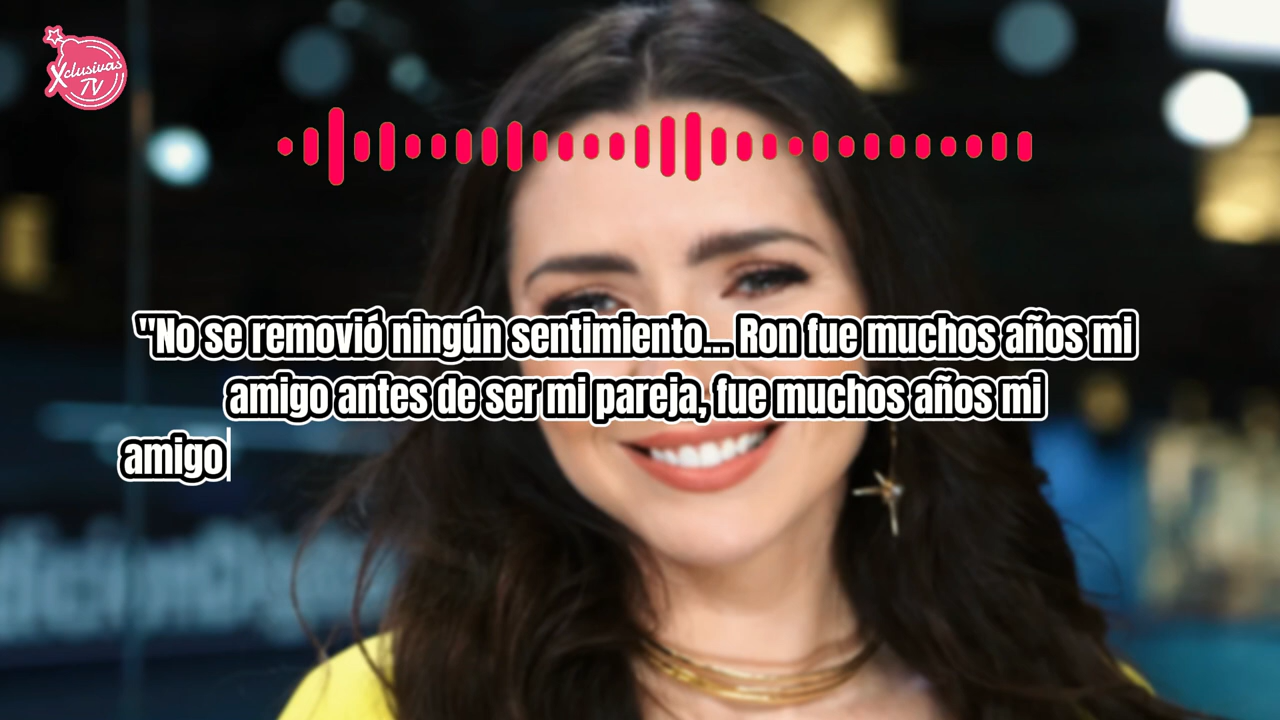 Xclusivas
TV
"No se removió ningún sentimiento... Ron fue muchos años mi
amigo antes de ser mi pareja, fue muchos años mi
amigo